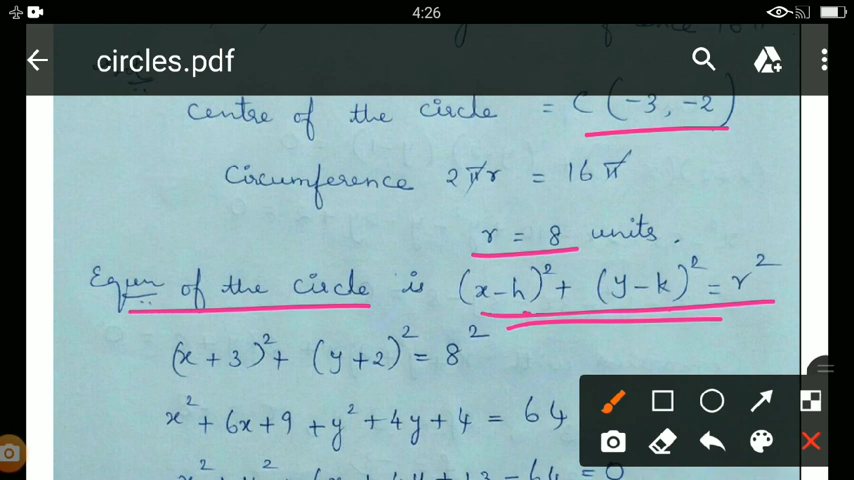 4:26
circles.pdf
Centre of the circle = C (-3, -2)
Circumference 2πr = 16π
r = 8 units.
Equn of the circle is (x-h)² + (y-k)² = r²
(x+3)² + (y+2)² = 8²
x² + 6x + 9 + y² + 4y + 4 = 64